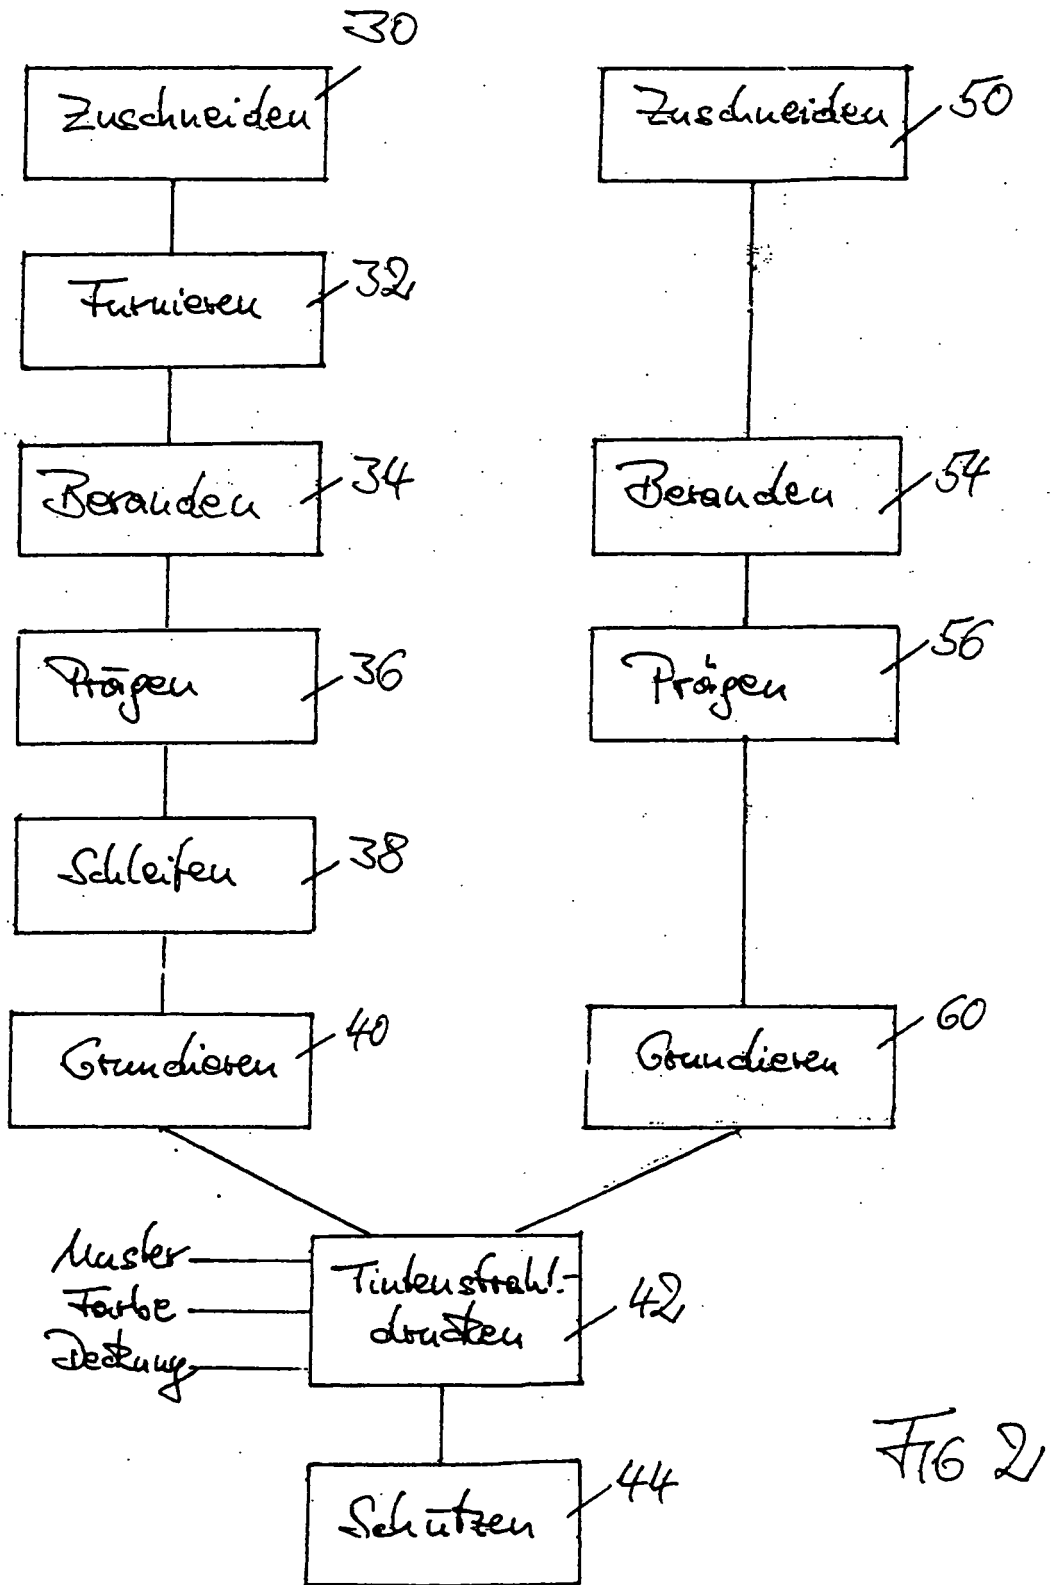 30
Zuschneiden
Zuschneiden
50
Furnieren
32
Beranden
34
Beranden
54
Prägen
36
Prägen
56
Schleifen
38
Grundieren
40
Grundieren
60
Muster
Farbe
Deckung
Tintenstrahl-
drucken
42
Schützen
44
FIG 2